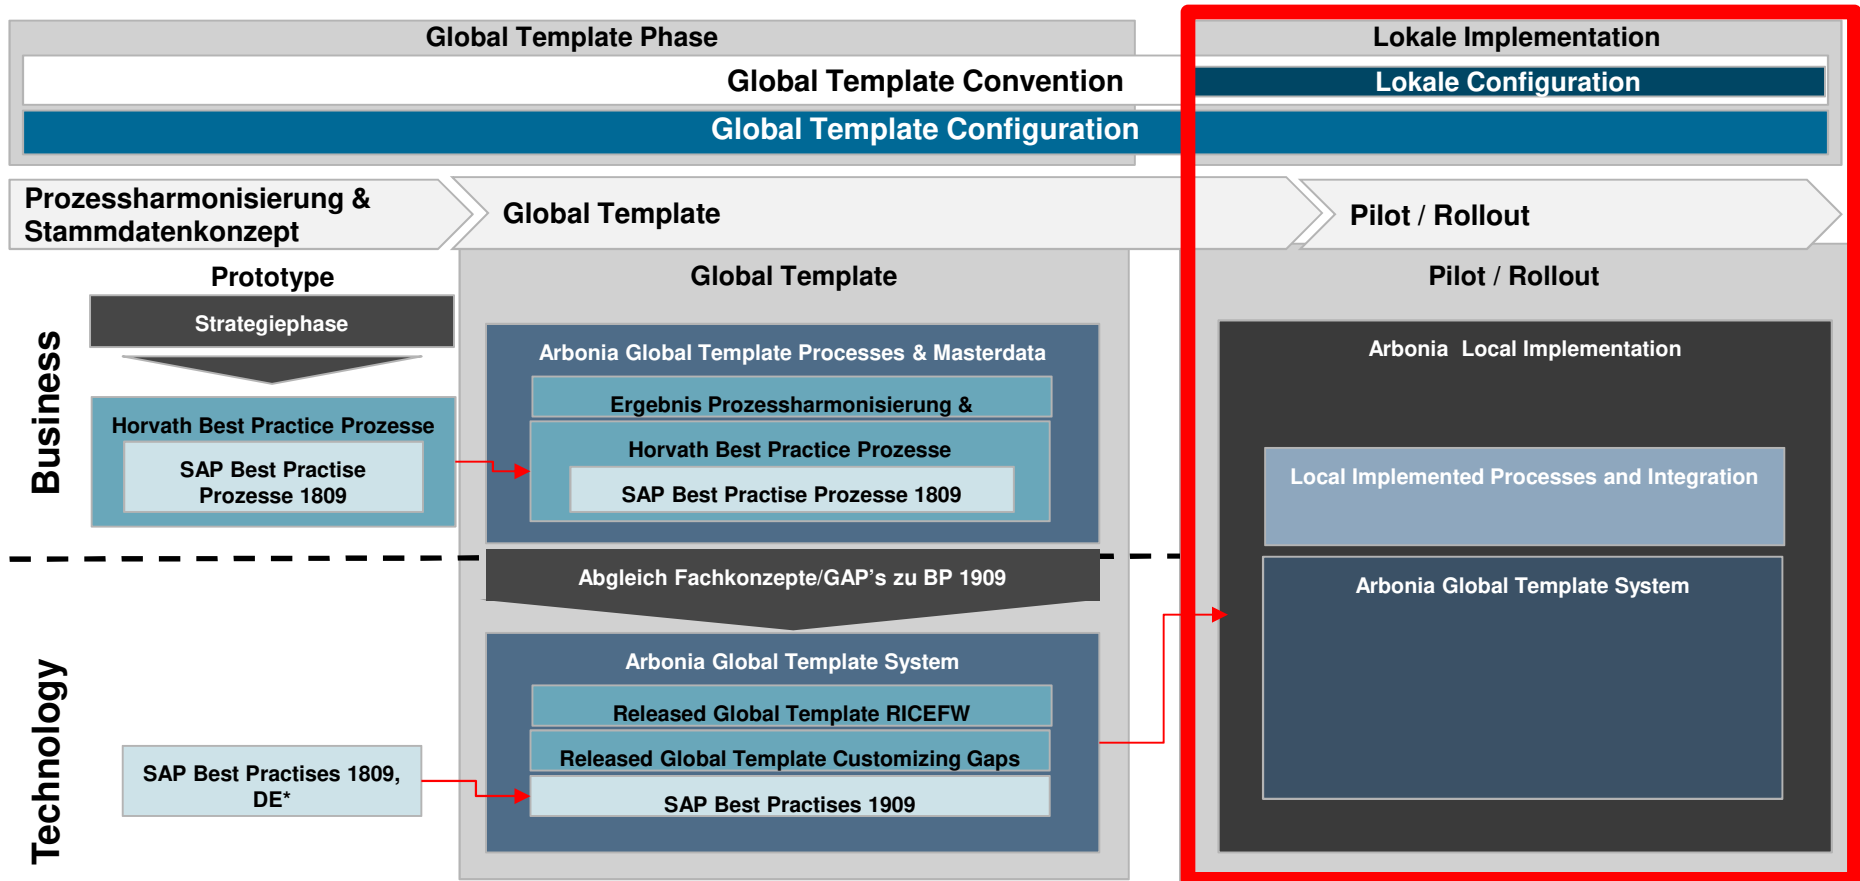 Global Template Phase
Lokale Implementation
Global Template Convention
Lokale Configuration
Global Template Configuration
Prozessharmonisierung &
Stammdatenkonzept
Global Template
Pilot / Rollout
Business
Technology
Prototype
Strategiephase
Horvath Best Practice Prozesse
SAP Best Practise
Prozesse 1809
SAP Best Practises 1809,
DE*
Global Template
Arbonia Global Template Processes & Masterdata
Ergebnis Prozessharmonisierung &
Horvath Best Practice Prozesse
SAP Best Practise Prozesse 1809
Abgleich Fachkonzepte/GAP's zu BP 1909
Arbonia Global Template System
Released Global Template RICEFW
Released Global Template Customizing Gaps
SAP Best Practises 1909
Pilot / Rollout
Arbonia Local Implementation
Local Implemented Processes and Integration
Arbonia Global Template System